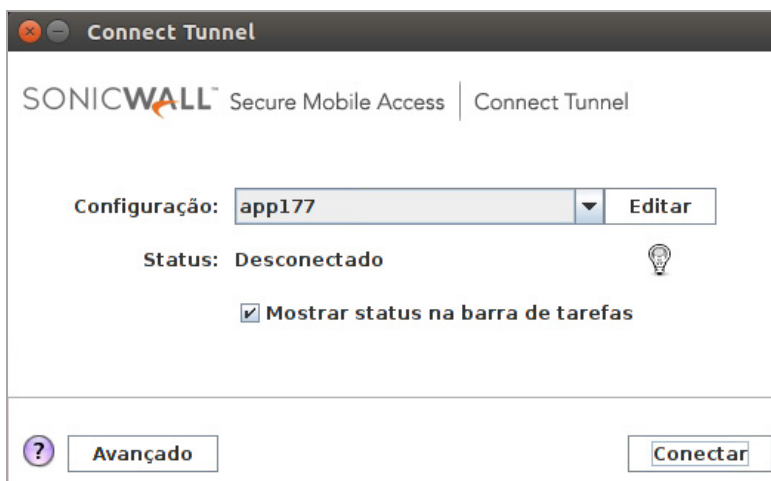 Connect Tunnel
SONICWALL™ Secure Mobile Access | Connect Tunnel
Configuração: app177 Editar
Status: Desconectado
Mostrar status na barra de tarefas
? Avançado Conectar